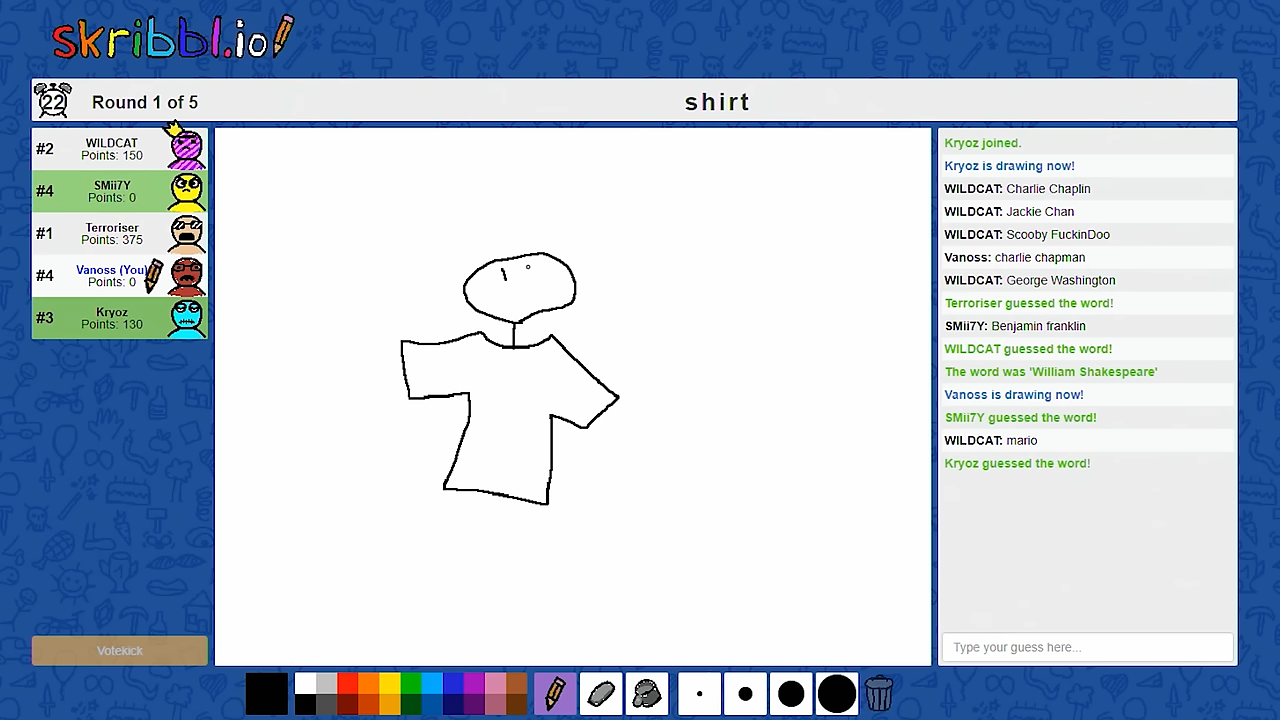 skribbl.io
22
Round 1 of 5
shirt
#2
WILDCAT
Points: 150
#4
SMii7Y
Points: 0
#1
Terroriser
Points: 375
#4
Vanoss (You)
Points: 0
#3
Kryoz
Points: 130
Votekick
Kryoz joined.
Kryoz is drawing now!
WILDCAT: Charlie Chaplin
WILDCAT: Jackie Chan
WILDCAT: Scooby FuckinDoo
Vanoss: charlie chapman
WILDCAT: George Washington
Terroriser guessed the word!
SMii7Y: Benjamin franklin
WILDCAT guessed the word!
The word was 'William Shakespeare'
Vanoss is drawing now!
SMii7Y guessed the word!
WILDCAT: mario
Kryoz guessed the word!
Type your guess here...